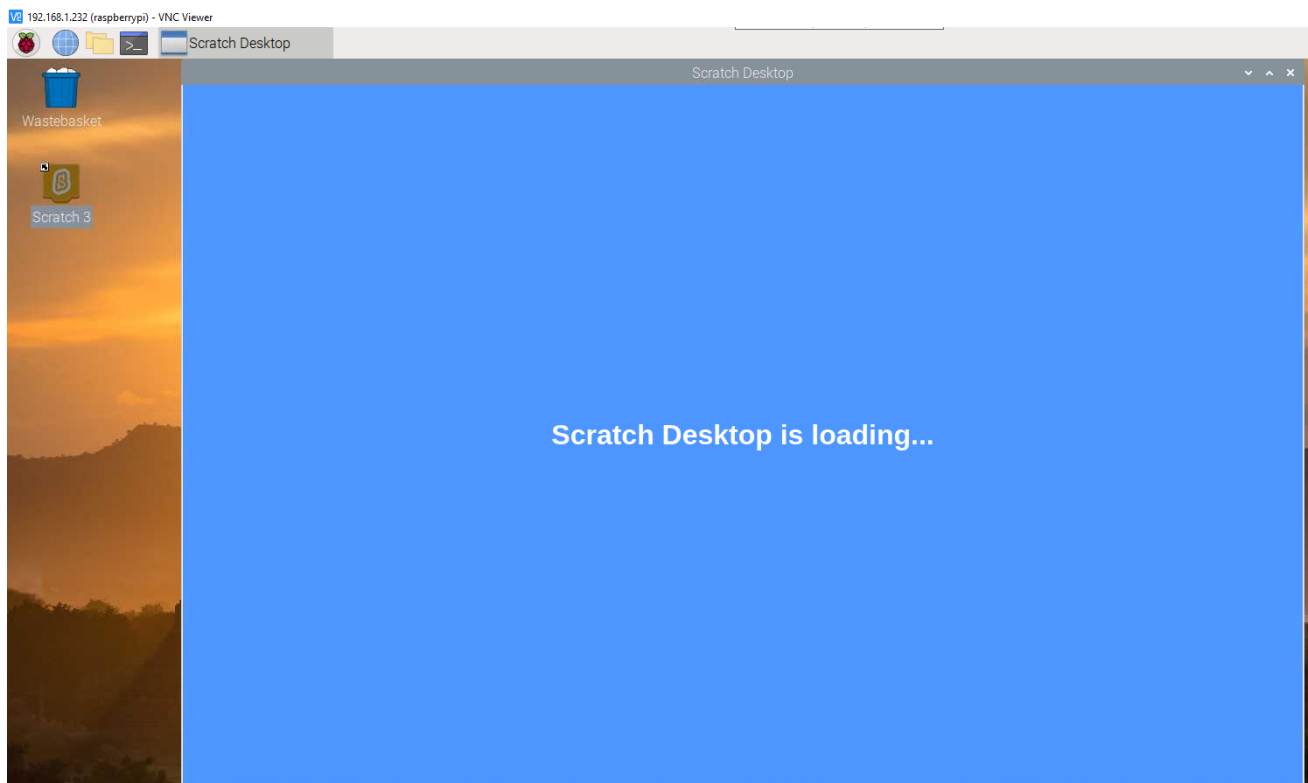 192.168.1.232 (raspberrypi) - VNC Viewer
Scratch Desktop
Scratch Desktop
Wastebasket
Scratch 3
Scratch Desktop is loading...